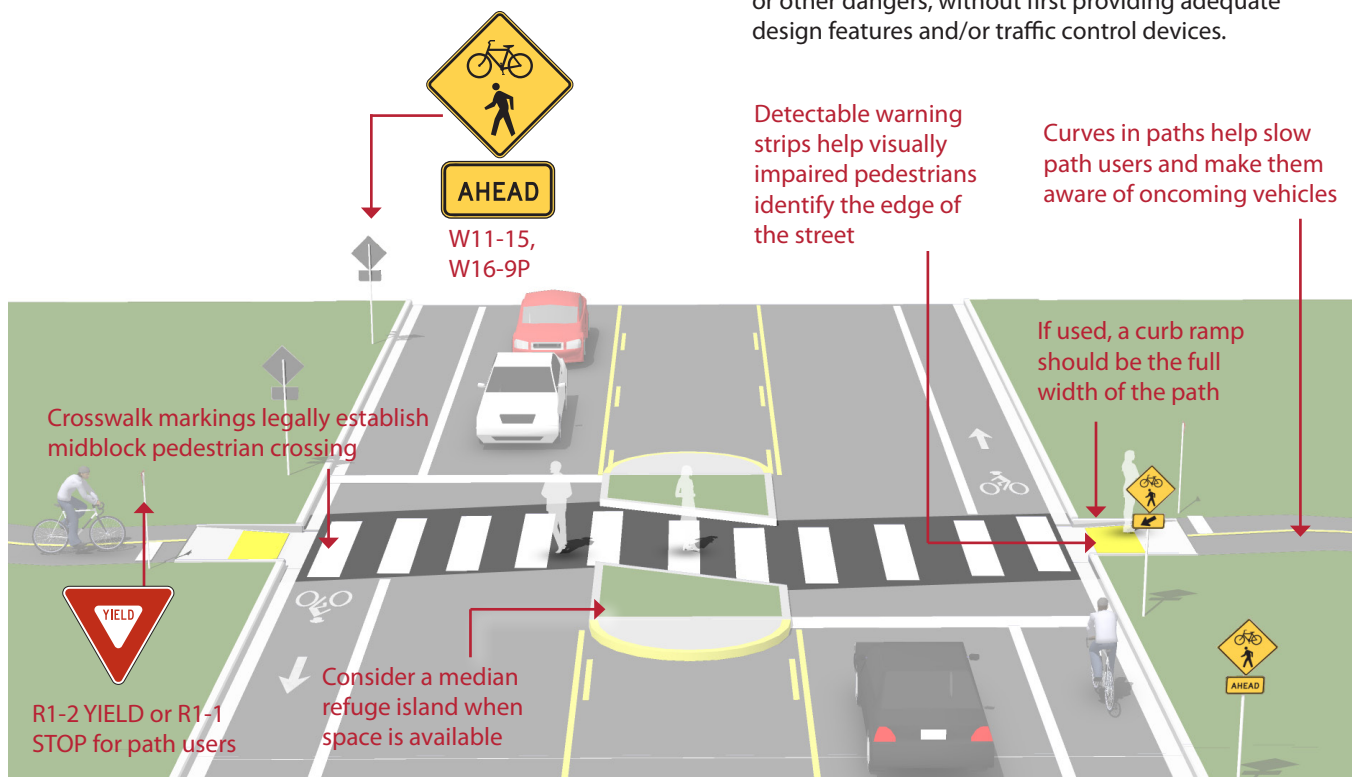 or other dangers, without first providing adequate
design features and/or traffic control devices.
AHEAD
W11-15,
W16-9P
Detectable warning
strips help visually
impaired pedestrians
identify the edge of
the street
Curves in paths help slow
path users and make them
aware of oncoming vehicles
If used, a curb ramp
should be the full
width of the path
Crosswalk markings legally establish
midblock pedestrian crossing
YIELD
R1-2 YIELD or R1-1
STOP for path users
Consider a median
refuge island when
space is available
AHEAD